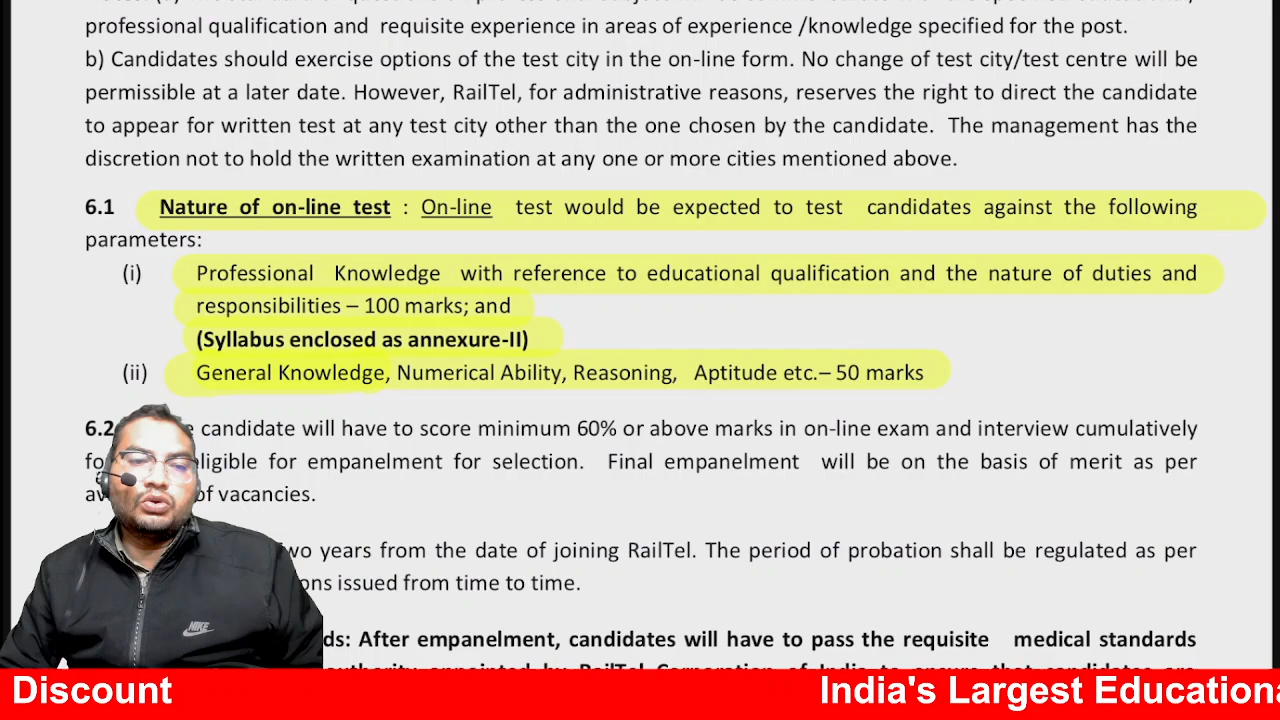 professional qualification and requisite experience in areas of experience /knowledge specified for the post.
b) Candidates should exercise options of the test city in the on-line form. No change of test city/test centre will be
permissible at a later date. However, RailTel, for administrative reasons, reserves the right to direct the candidate
to appear for written test at any test city other than the one chosen by the candidate. The management has the
discretion not to hold the written examination at any one or more cities mentioned above.
6.1 Nature of on-line test : On-line test would be expected to test candidates against the following
parameters:
(i) Professional Knowledge with reference to educational qualification and the nature of duties and
responsibilities – 100 marks; and
(Syllabus enclosed as annexure-II)
(ii) General Knowledge, Numerical Ability, Reasoning, Aptitude etc.– 50 marks
6.2 candidate will have to score minimum 60% or above marks in on-line exam and interview cumulatively
eligible for empanelment for selection. Final empanelment will be on the basis of merit as per
of vacancies.
two years from the date of joining RailTel. The period of probation shall be regulated as per
issued from time to time.
After empanelment, candidates will have to pass the requisite medical standards
NIKE
Discount India's Largest Educationa